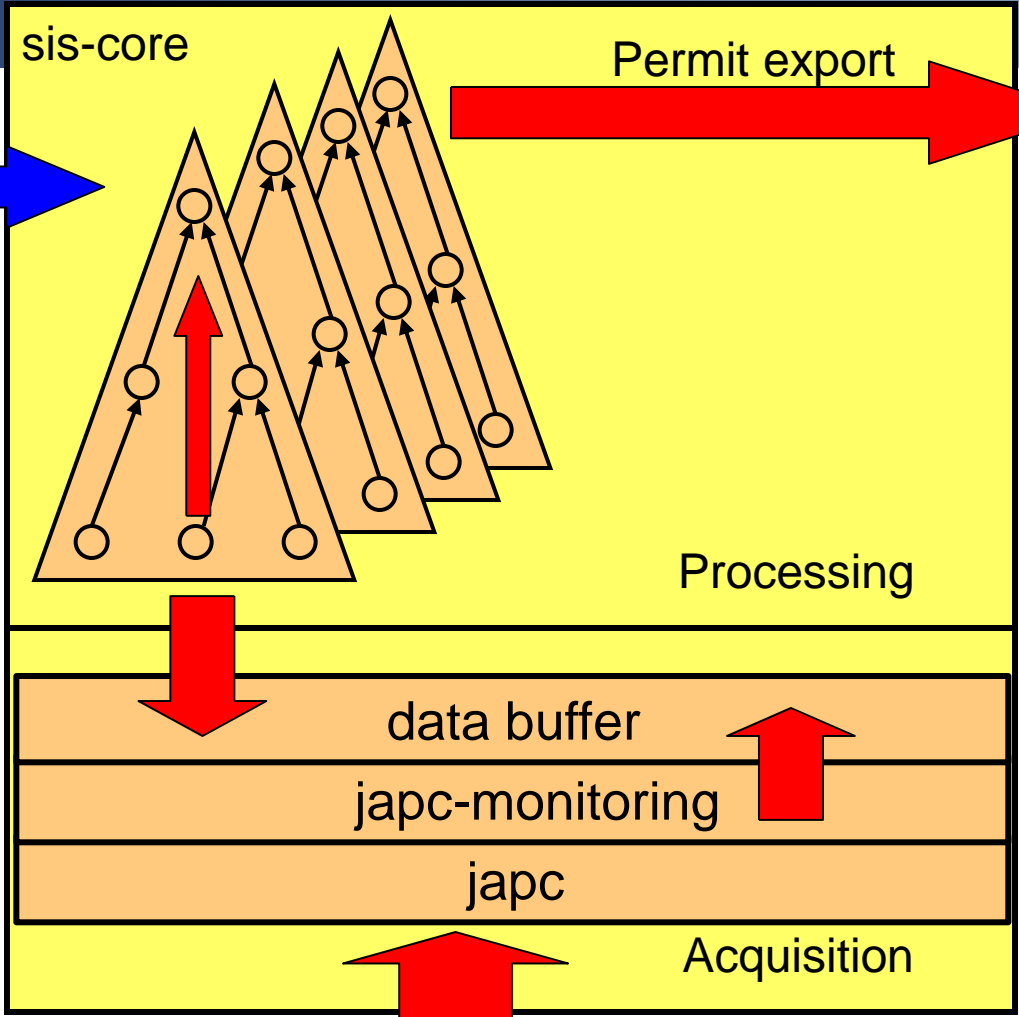 sis-core
Permit export
Processing
data buffer
japc-monitoring
japc
Acquisition